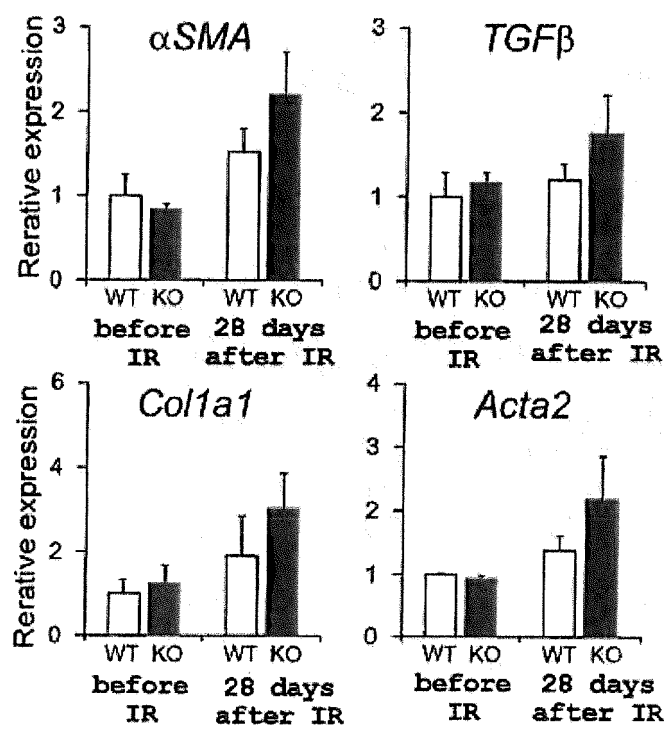 αSMA
Rerative expression
3
2
1
0
WT KO WT KO
before IR
28 days after IR
TGFβ
3
2
1
0
WT KO WT KO
before IR
28 days after IR
Col1a1
Rerative expression
6
4
2
0
WT KO WT KO
before IR
28 days after IR
Acta2
4
3
2
1
0
WT KO WT KO
before IR
28 days after IR